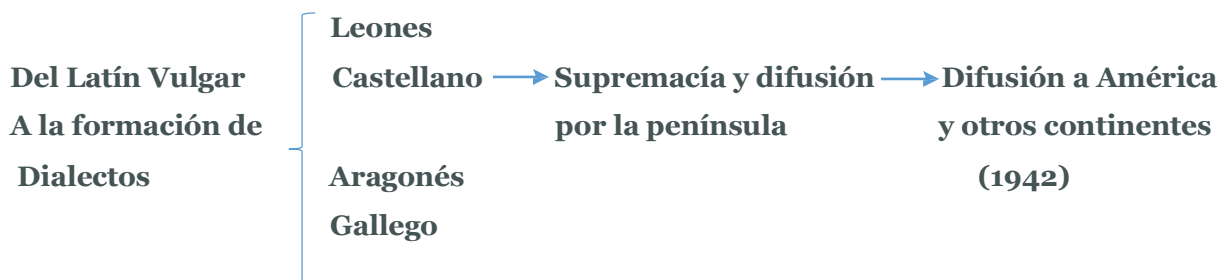 Leones
Del Latín Vulgar Castellano Supremacía y difusión Difusión a América
A la formación de por la península y otros continentes
Dialectos Aragonés (1942)
Gallego